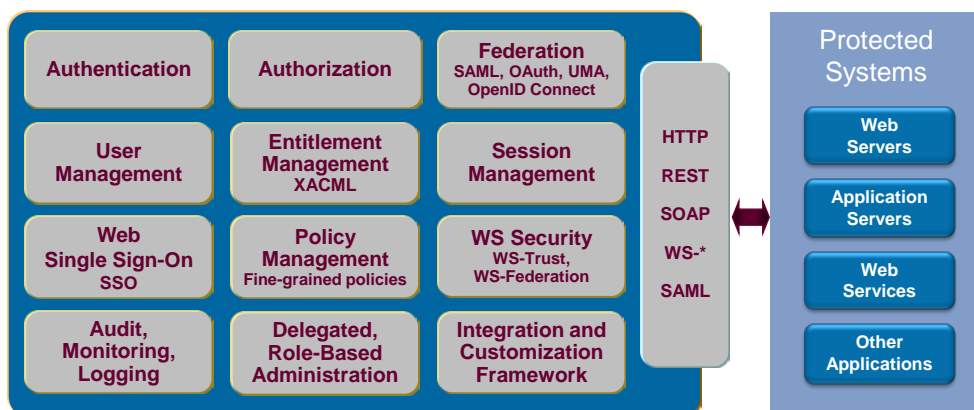 Authentication
Authorization
Federation
SAML, OAuth, UMA,
OpenID Connect
User
Management
Entitlement
Management
XACML
Session
Management
Web
Single Sign-On
SSO
Policy
Management
Fine-grained policies
WS Security
WS-Trust,
WS-Federation
Audit,
Monitoring,
Logging
Delegated,
Role-Based
Administration
Integration and
Customization
Framework
HTTP
REST
SOAP
WS-*
SAML
Protected
Systems
Web
Servers
Application
Servers
Web
Services
Other
Applications